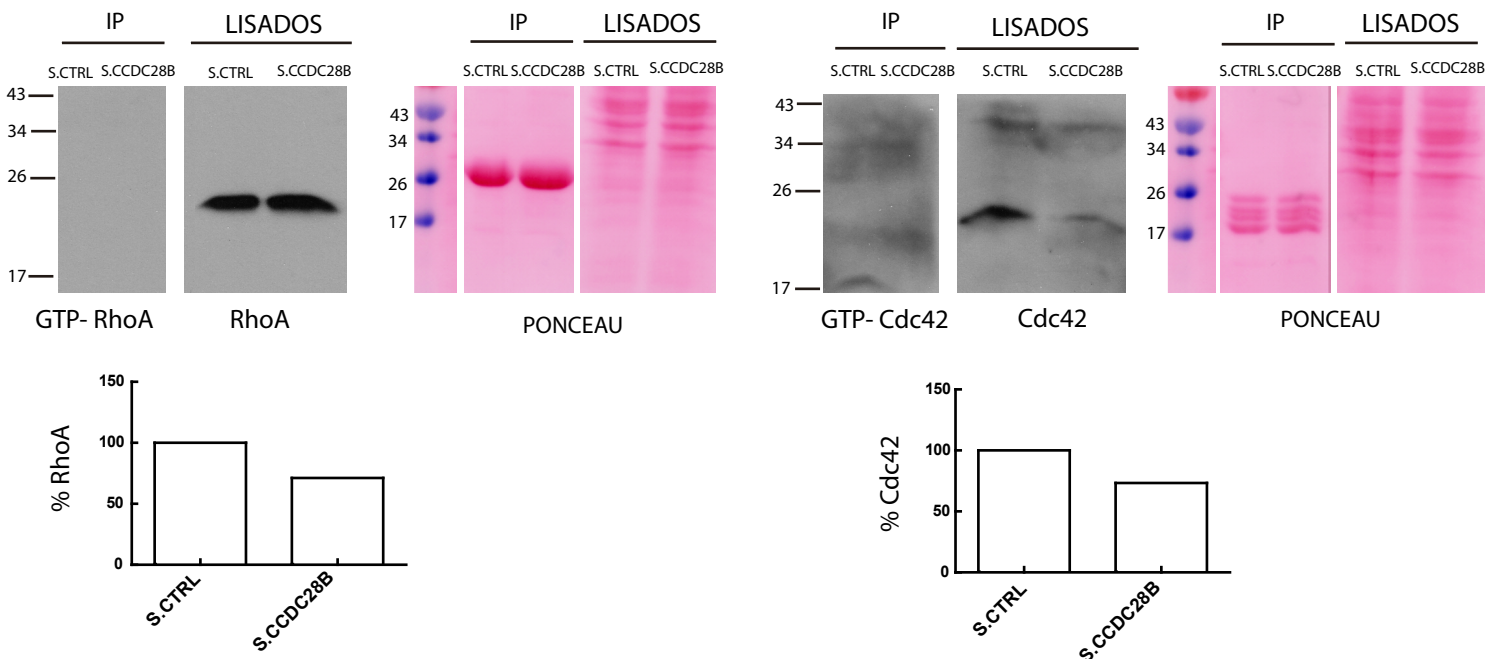 IP LISADOS IP LISADOS
S.CTRL S.CCDC28B S.CTRL S.CCDC28B S.CTRL S.CCDC28B S.CTRL S.CCDC28B
43
34
26
17
43
34
26
17
GTP- RhoA RhoA PONCEAU
IP LISADOS IP LISADOS
S.CTRL S.CCDC28B S.CTRL S.CCDC28B S.CTRL S.CCDC28B S.CTRL S.CCDC28B
43
34
26
17
43
34
26
17
GTP- Cdc42 Cdc42 PONCEAU
% RhoA
150
100
50
0
S.CTRL S.CCDC28B
% Cdc42
150
100
50
0
S.CTRL S.CCDC28B